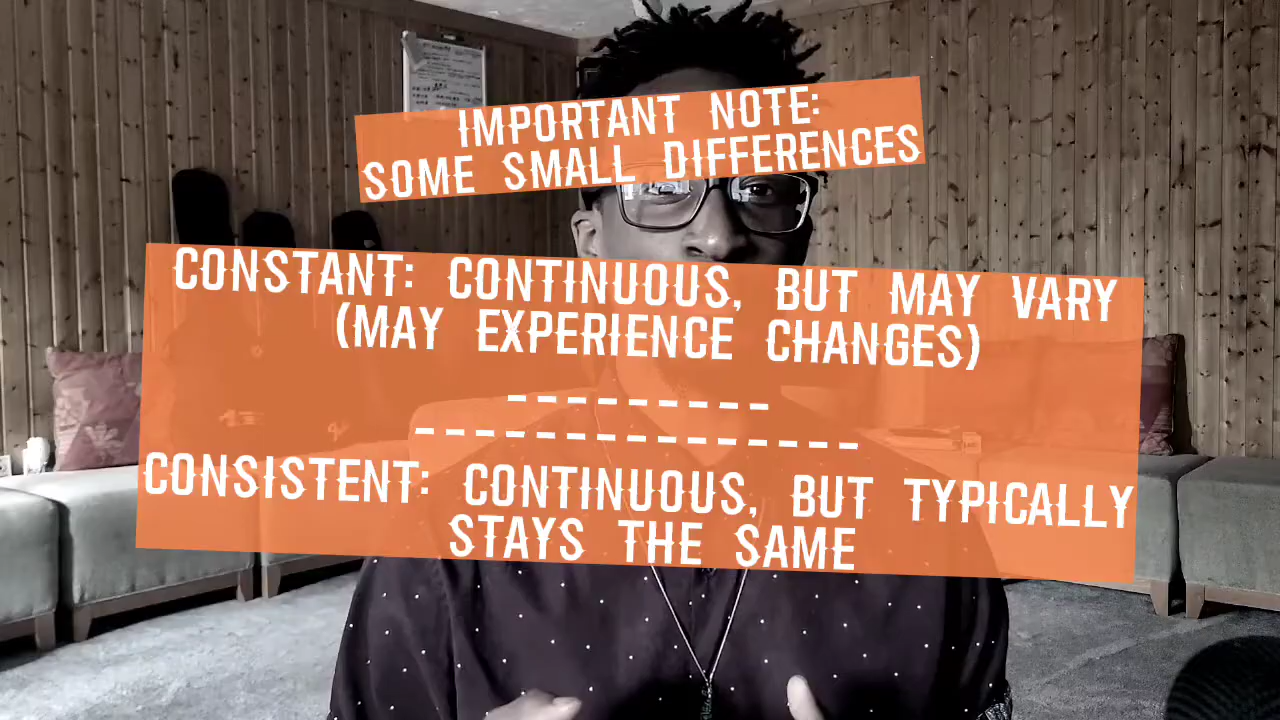 IMPORTANT NOTE:
SOME SMALL DIFFERENCES
CONSTANT: CONTINUOUS, BUT MAY VARY
(MAY EXPERIENCE CHANGES)
---------
---------------
CONSISTENT: CONTINUOUS, BUT TYPICALLY
STAYS THE SAME